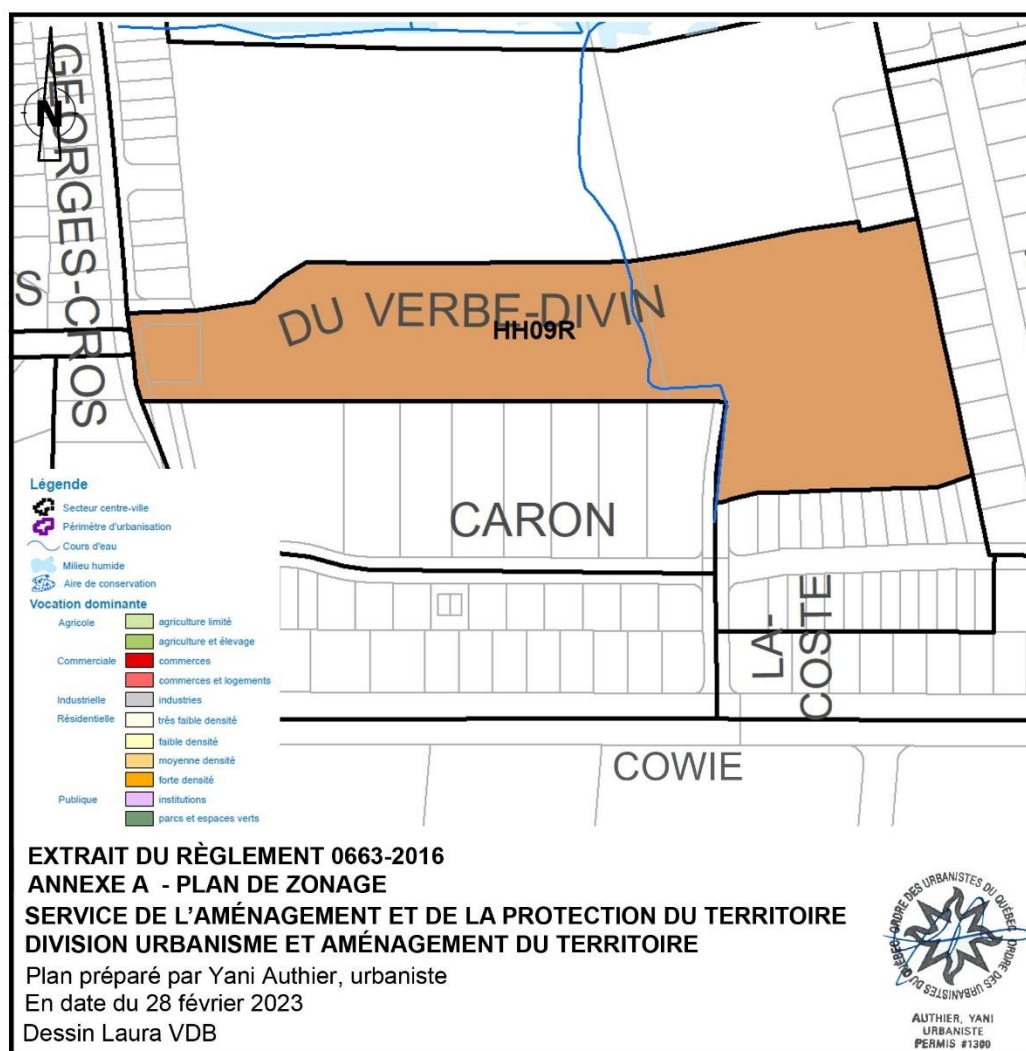 N
GEORGES-CROS
S
DU VERBE-DIVIN
HH09R
CARON
LA-
COSTE
COWIE
Légende
Secteur centre-ville
Périmètre d'urbanisation
Cours d'eau
Milieu humide
Aire de conservation
Vocation dominante
Agricole agriculture limité
agriculture et élevage
Commerciale commerces
commerces et logements
Industrielle industries
Résidentielle très faible densité
faible densité
moyenne densité
forte densité
Publique institutions
parcs et espaces verts
EXTRAIT DU RÈGLEMENT 0663-2016
ANNEXE A - PLAN DE ZONAGE
SERVICE DE L'AMÉNAGEMENT ET DE LA PROTECTION DU TERRITOIRE
DIVISION URBANISME ET AMÉNAGEMENT DU TERRITOIRE
Plan préparé par Yani Authier, urbaniste
En date du 28 février 2023
Dessin Laura VDB
ORDRE DES URBANISTES DU QUÉBEC
ORDRE DES URBANISTES DU QUÉBEC
AUTHIER, YANI
URBANISTE
PERMIS #1300